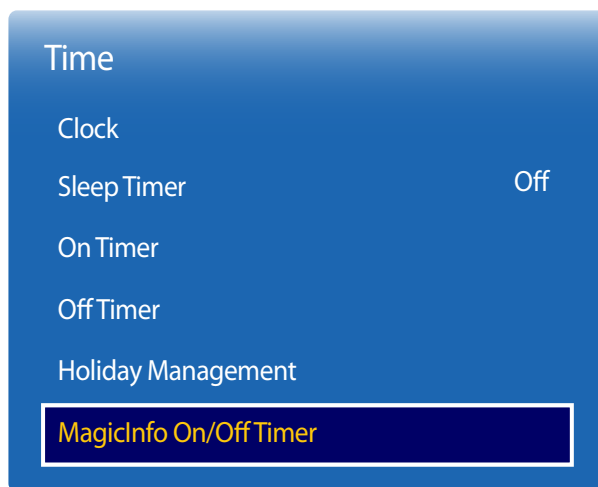 Time
Clock
Sleep Timer Off
On Timer
Off Timer
Holiday Management
MagicInfo On/Off Timer